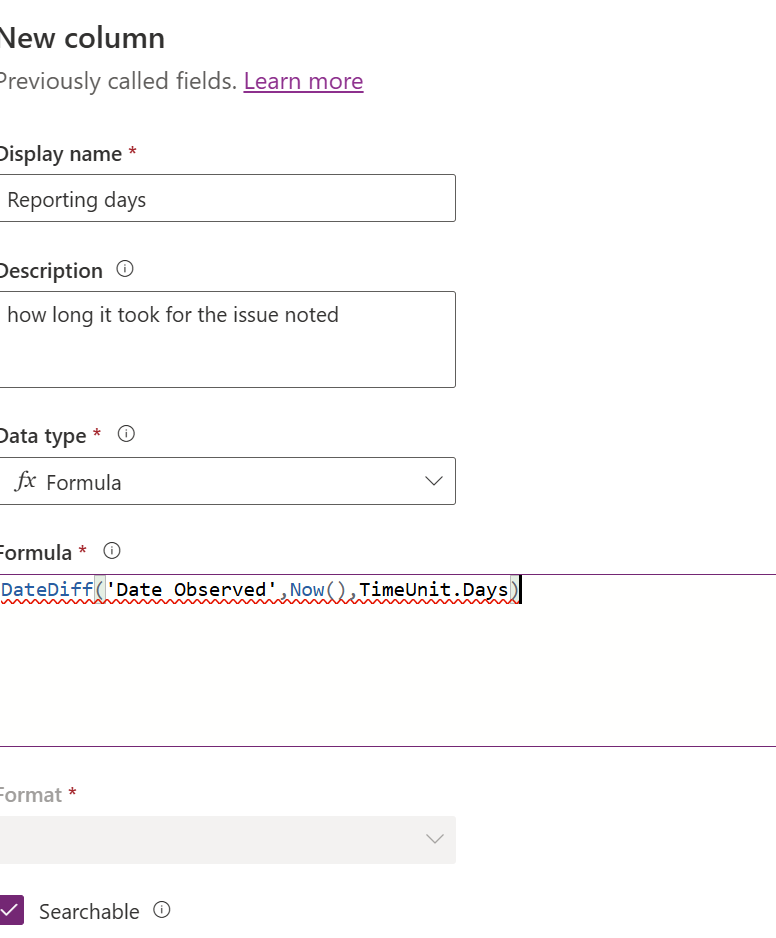 New column
Previously called fields. Learn more
Display name *
Reporting days
Description
how long it took for the issue noted
Data type *
fx Formula
Formula *
DateDiff('Date Observed',Now(),TimeUnit.Days)
Format *
Searchable